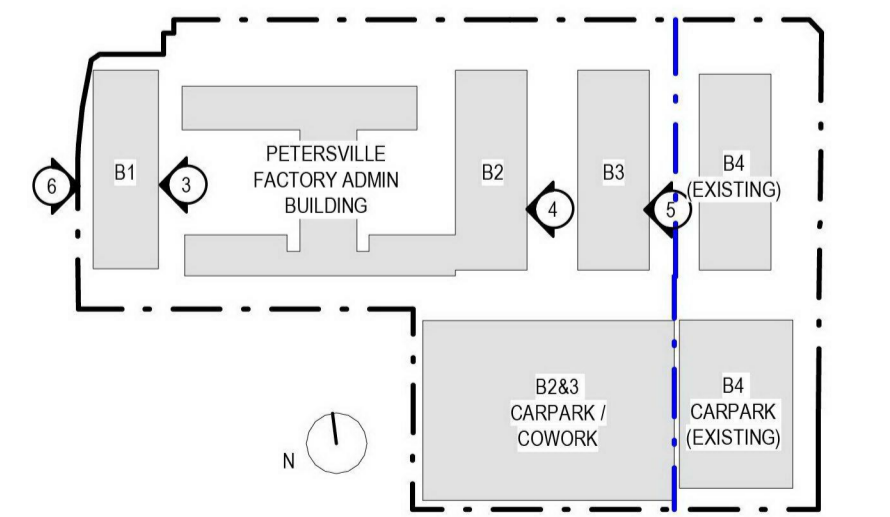 6
B1
3
PETERSVILLE
FACTORY ADMIN
BUILDING
B2
4
B3
5
B4
(EXISTING)
B2&3
CARPARK /
COWORK
B4
CARPARK
(EXISTING)
N